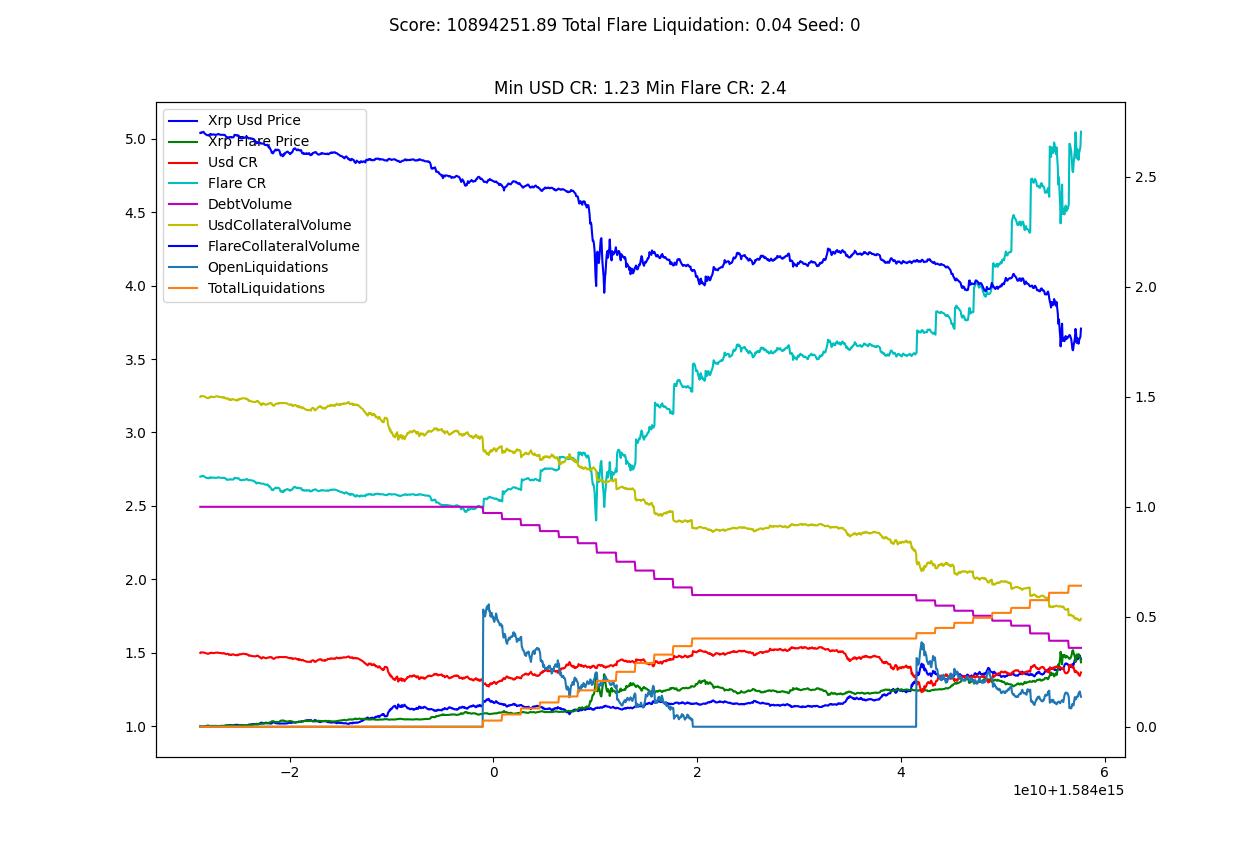 Score: 10894251.89 Total Flare Liquidation: 0.04 Seed: 0
Min USD CR: 1.23 Min Flare CR: 2.4
Xrp Usd Price
Xrp Flare Price
Usd CR
Flare CR
DebtVolume
UsdCollateralVolume
FlareCollateralVolume
OpenLiquidations
TotalLiquidations
5.0
4.5
4.0
3.5
3.0
2.5
2.0
1.5
1.0
2.5
2.0
1.5
1.0
0.5
0.0
−2 0 2 4 6
1e10+1.584e15